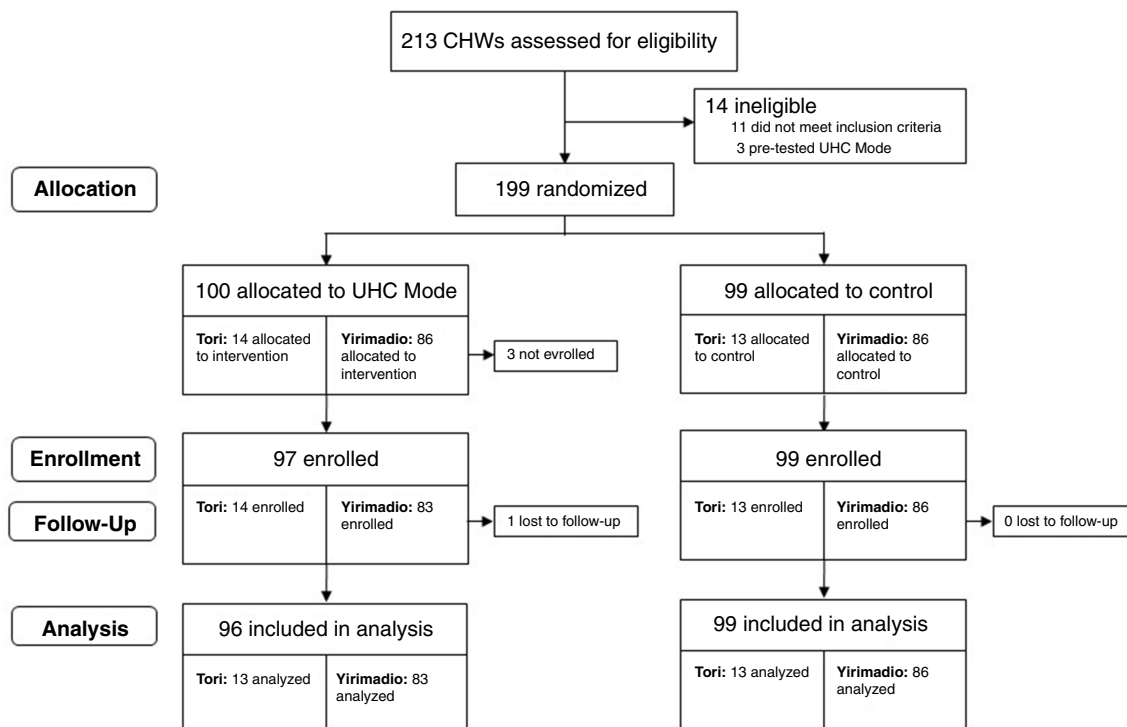 213 CHWs assessed for eligibility
14 ineligible
11 did not meet inclusion criteria
3 pre-tested UHC Mode
Allocation
199 randomized
100 allocated to UHC Mode
Tori: 14 allocated
to intervention
Yirimadio: 86
allocated to
intervention
3 not evrolled
99 allocated to control
Tori: 13 allocated
to control
Yirimadio: 86
allocated to
control
Enrollment
97 enrolled
99 enrolled
Follow-Up
Tori: 14 enrolled
Yirimadio: 83
enrolled
1 lost to follow-up
Tori: 13 enrolled
Yirimadio: 86
enrolled
0 lost to follow-up
Analysis
96 included in analysis
Tori: 13 analyzed
Yirimadio: 83
analyzed
99 included in analysis
Tori: 13 analyzed
Yirimadio: 86
analyzed